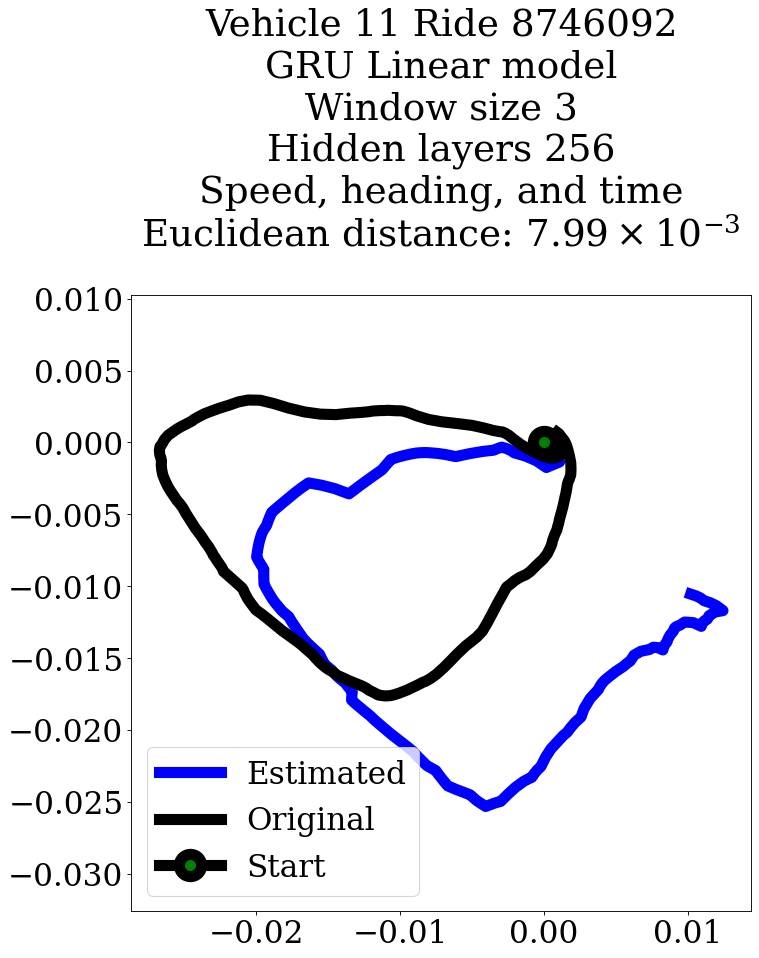 Vehicle 11 Ride 8746092
GRU Linear model
Window size 3
Hidden layers 256
Speed, heading, and time
Euclidean distance: 7.99 × 10⁻³
0.010
0.005
0.000
−0.005
−0.010
−0.015
−0.020
−0.025
−0.030
Estimated
Original
Start
−0.02 −0.01 0.00 0.01